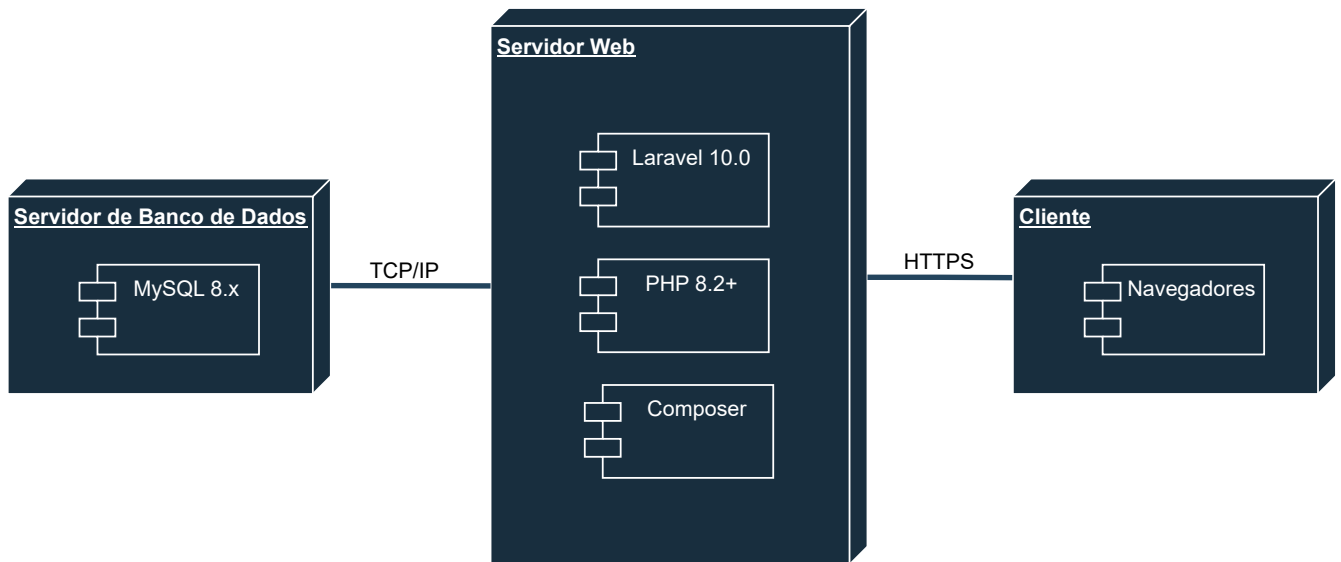 Servidor Web
Laravel 10.0
Servidor de Banco de Dados
Cliente
TCP/IP
HTTPS
MySQL 8.x
PHP 8.2+
Navegadores
Composer